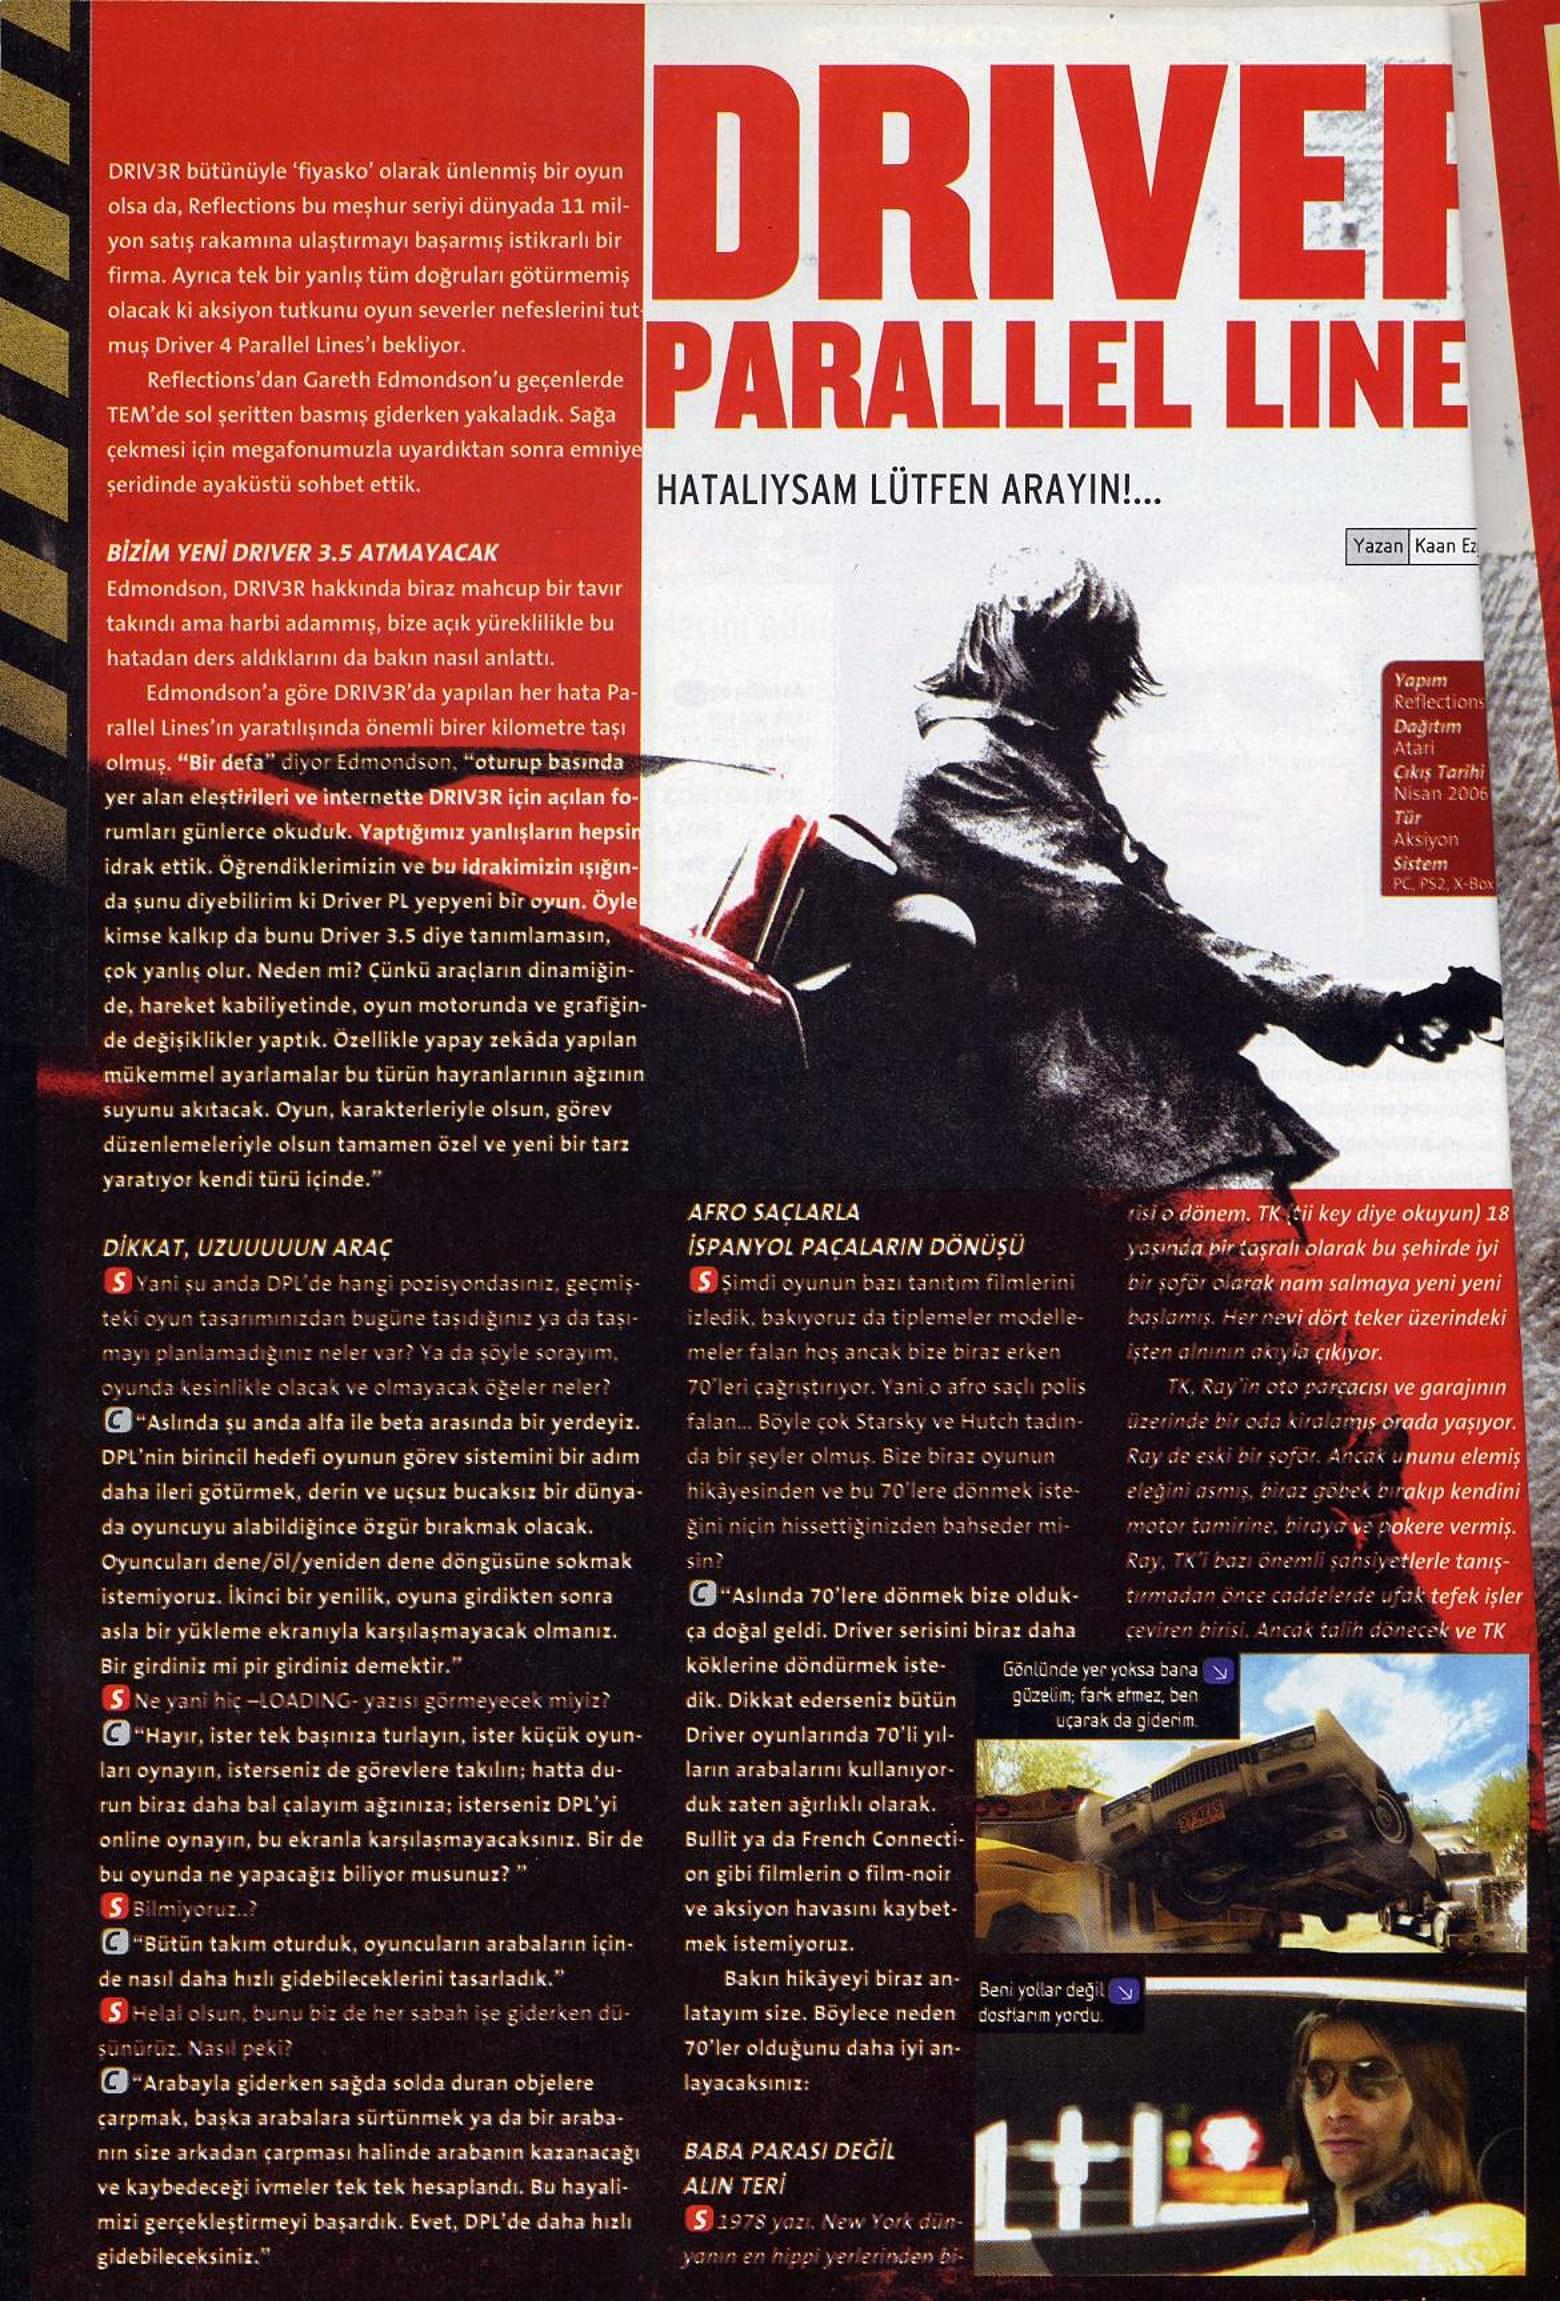 DRIVER
PARALLEL LINE
HATALIYSAM LÜTFEN ARAYIN!...
Yazan Kaan
Yapım
Reflections
Dağıtım
Atari
Çıkış Tarihi
Nisan 2006
Tür
Aksiyon
Sistem
PC, PS2, X-Box
DRIV3R bütünüyle ‘fiyasko’ olarak ünlenmiş bir oyun
olsa da, Reflections bu meşhur seriyi dünyada 11 mil-
yon satış rakamına ulaştırmayı başarmış istikrarlı bir
firma. Ayrıca tek bir yanlış tüm doğruları götürmemiş
olacak ki aksiyon tutkunu oyun severler nefeslerini tut-
muş Driver 4 Parallel Lines’ı bekliyor.
Reflections’dan Gareth Edmondson’u geçenlerde
TEM’de sol şeritten basmış giderken yakaladık. Sağa
çekmesi için megafonumuzla uyardıktan sonra emniye
şeridinde ayaküstü sohbet ettik.
BİZİM YENİ DRIVER 3.5 ATMAYACAK
Edmondson, DRIV3R hakkında biraz mahcup bir tavır
takındı ama harbi adammış, bize açık yüreklilikle bu
hatadan ders aldıklarını da bakın nasıl anlattı.
Edmondson’a göre DRIV3R’da yapılan her hata Pa-
rallel Lines’ın yaratılışında önemli birer kilometre taşı
olmuş. “Bir defa” diyor Edmondson, “oturup basında
yer alan eleştirileri ve internette DRIV3R için açılan fo-
rumları günlerce okuduk. Yaptığımız yanlışların hepsin
idrak ettik. Öğrendiklerimizin ve bu idrakimizin ışığın-
da şunu diyebilirim ki Driver PL yepyeni bir oyun. Öyle
kimse kalkıp da bunu Driver 3.5 diye tanımlamasın,
çok yanlış olur. Neden mi? Çünkü araçların dinamiğin-
de, hareket kabiliyetinde, oyun motorunda ve grafiğin-
de değişiklikler yaptık. Özellikle yapay zekâda yapılan
mükemmel ayarlamalar bu türün hayranlarının ağzının
suyunu akıtacak. Oyun, karakterleriyle olsun, görev
düzenlemeleriyle olsun tamamen özel ve yeni bir tarz
yaratıyor kendi türü içinde.”
DİKKAT, UZUUUUUN ARAÇ
S Yani şu anda DPL’de hangi pozisyondasınız, geçmiş-
teki oyun tasarımınızdan bugüne taşıdığınız ya da taşı-
mayı planlamadığınız neler var? Ya da şöyle sorayım,
oyunda kesinlikle olacak ve olmayacak öğeler neler?
C “Aslında şu anda alfa ile beta arasında bir yerdeyiz.
DPL’nin birincil hedefi oyunun görev sistemini bir adım
daha ileri götürmek, derin ve uçsuz bucaksız bir dünya-
da oyuncuyu alabildiğince özgür bırakmak olacak.
Oyuncuları dene/öl/yeniden dene döngüsüne sokmak
istemiyoruz. İkinci bir yenilik, oyuna girdikten sonra
asla bir yükleme ekranıyla karşılaşmayacak olmanız.
Bir girdiniz mi pir girdiniz demektir.”
S Ne yani hiç –LOADING- yazısı görmeyecek miyiz?
C “Hayır, ister tek başınıza turlayın, ister küçük oyun-
ları oynayın, isterseniz de görevlere takılın; hatta du-
run biraz daha bal çalayım ağzınıza; isterseniz DPL’yi
online oynayın, bu ekranla karşılaşmayacaksınız. Bir de
bu oyunda ne yapacağız biliyor musunuz? ”
S Bilmiyoruz..?
C “Bütün takım oturduk, oyuncuların arabaların için-
de nasıl daha hızlı gidebileceklerini tasarladık.”
S Helal olsun, bunu biz de her sabah işe giderken dü-
şünürüz. Nasıl peki?
C “Arabayla giderken sağda solda duran objelere
çarpmak, başka arabalara sürtünmek ya da bir araba-
nın size arkadan çarpması halinde arabanın kazanacağı
ve kaybedeceği ivmeler tek tek hesaplandı. Bu hayali-
mizi gerçekleştirmeyi başardık. Evet, DPL’de daha hızlı
gidebileceksiniz.”
AFRO SAÇLARLA
İSPANYOL PAÇALARIN DÖNÜŞÜ
S Şimdi oyunun bazı tanıtım filmlerini
izledik, bakıyoruz da tiplemeler modelle-
meler falan hoş ancak bize biraz erken
70’leri çağrıştırıyor. Yani o afro saçlı polis
falan... Böyle çok Starsky ve Hutch tadın-
da bir şeyler olmuş. Bize biraz oyunun
hikâyesinden ve bu 70’lere dönmek iste-
ğini niçin hissettiğinizden bahseder mi-
sin?
C “Aslında 70’lere dönmek bize olduk-
ça doğal geldi. Driver serisini biraz daha
köklerine döndürmek iste-
dik. Dikkat ederseniz bütün
Driver oyunlarında 70’li yıl-
ların arabalarını kullanıyor-
duk zaten ağırlıklı olarak.
Bullit ya da French Connecti-
on gibi filmlerin o film-noir
ve aksiyon havasını kaybet-
mek istemiyoruz.
Bakın hikâyeyi biraz an-
latayım size. Böylece neden
70’ler olduğunu daha iyi an-
layacaksınız:
BABA PARASI DEĞİL
ALIN TERİ
S 1978 yazı, New York dün-
yanın en hippi yerlerinden bi-
risi o dönem. TK (tii key diye okuyun) 18
yaşında bir taşralı olarak bu şehirde iyi
bir şoför olarak nam salmaya yeni yeni
başlamış. Her nevi dört teker üzerindeki
işten alnının akıyla çıkıyor.
TK, Ray’in oto parçacısı ve garajının
üzerinde bir oda kiralamış orada yaşıyor.
Ray de eski bir şoför. Ancak ununu elemiş
eleğini asmış, biraz göbek bırakıp kendini
motor tamirine, biraya ve pokere vermiş.
Ray, TK’i bazı önemli şahsiyetlerle tanış-
tırmadan önce caddelerde ufak tefek işler
çeviren birisi. Ancak talih dönecek ve TK
Gönlünde yer yoksa bana
güzelim; fark etmez, ben
uçarak da giderim.
Beni yollar değil
dostlarım yordu.